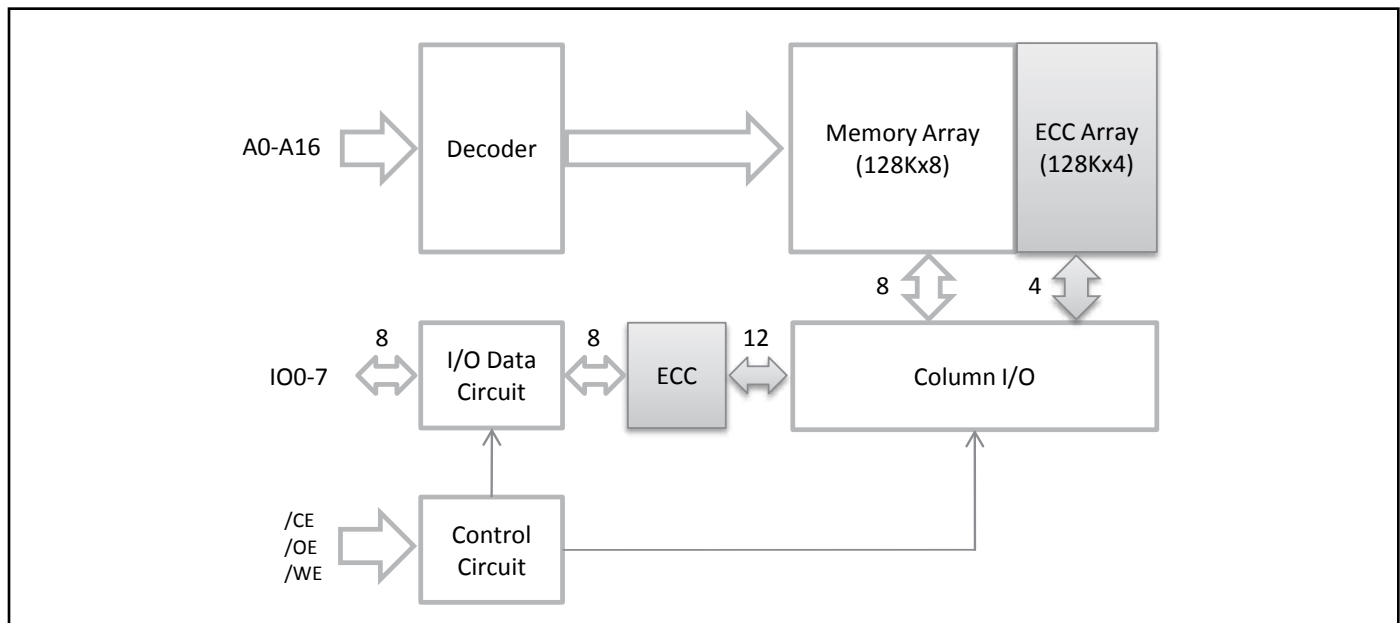 A0-A16
Decoder
Memory Array
(128Kx8)
ECC Array
(128Kx4)
8
4
IO0-7
8
I/O Data
Circuit
8
ECC
12
Column I/O
/CE
/OE
/WE
Control
Circuit